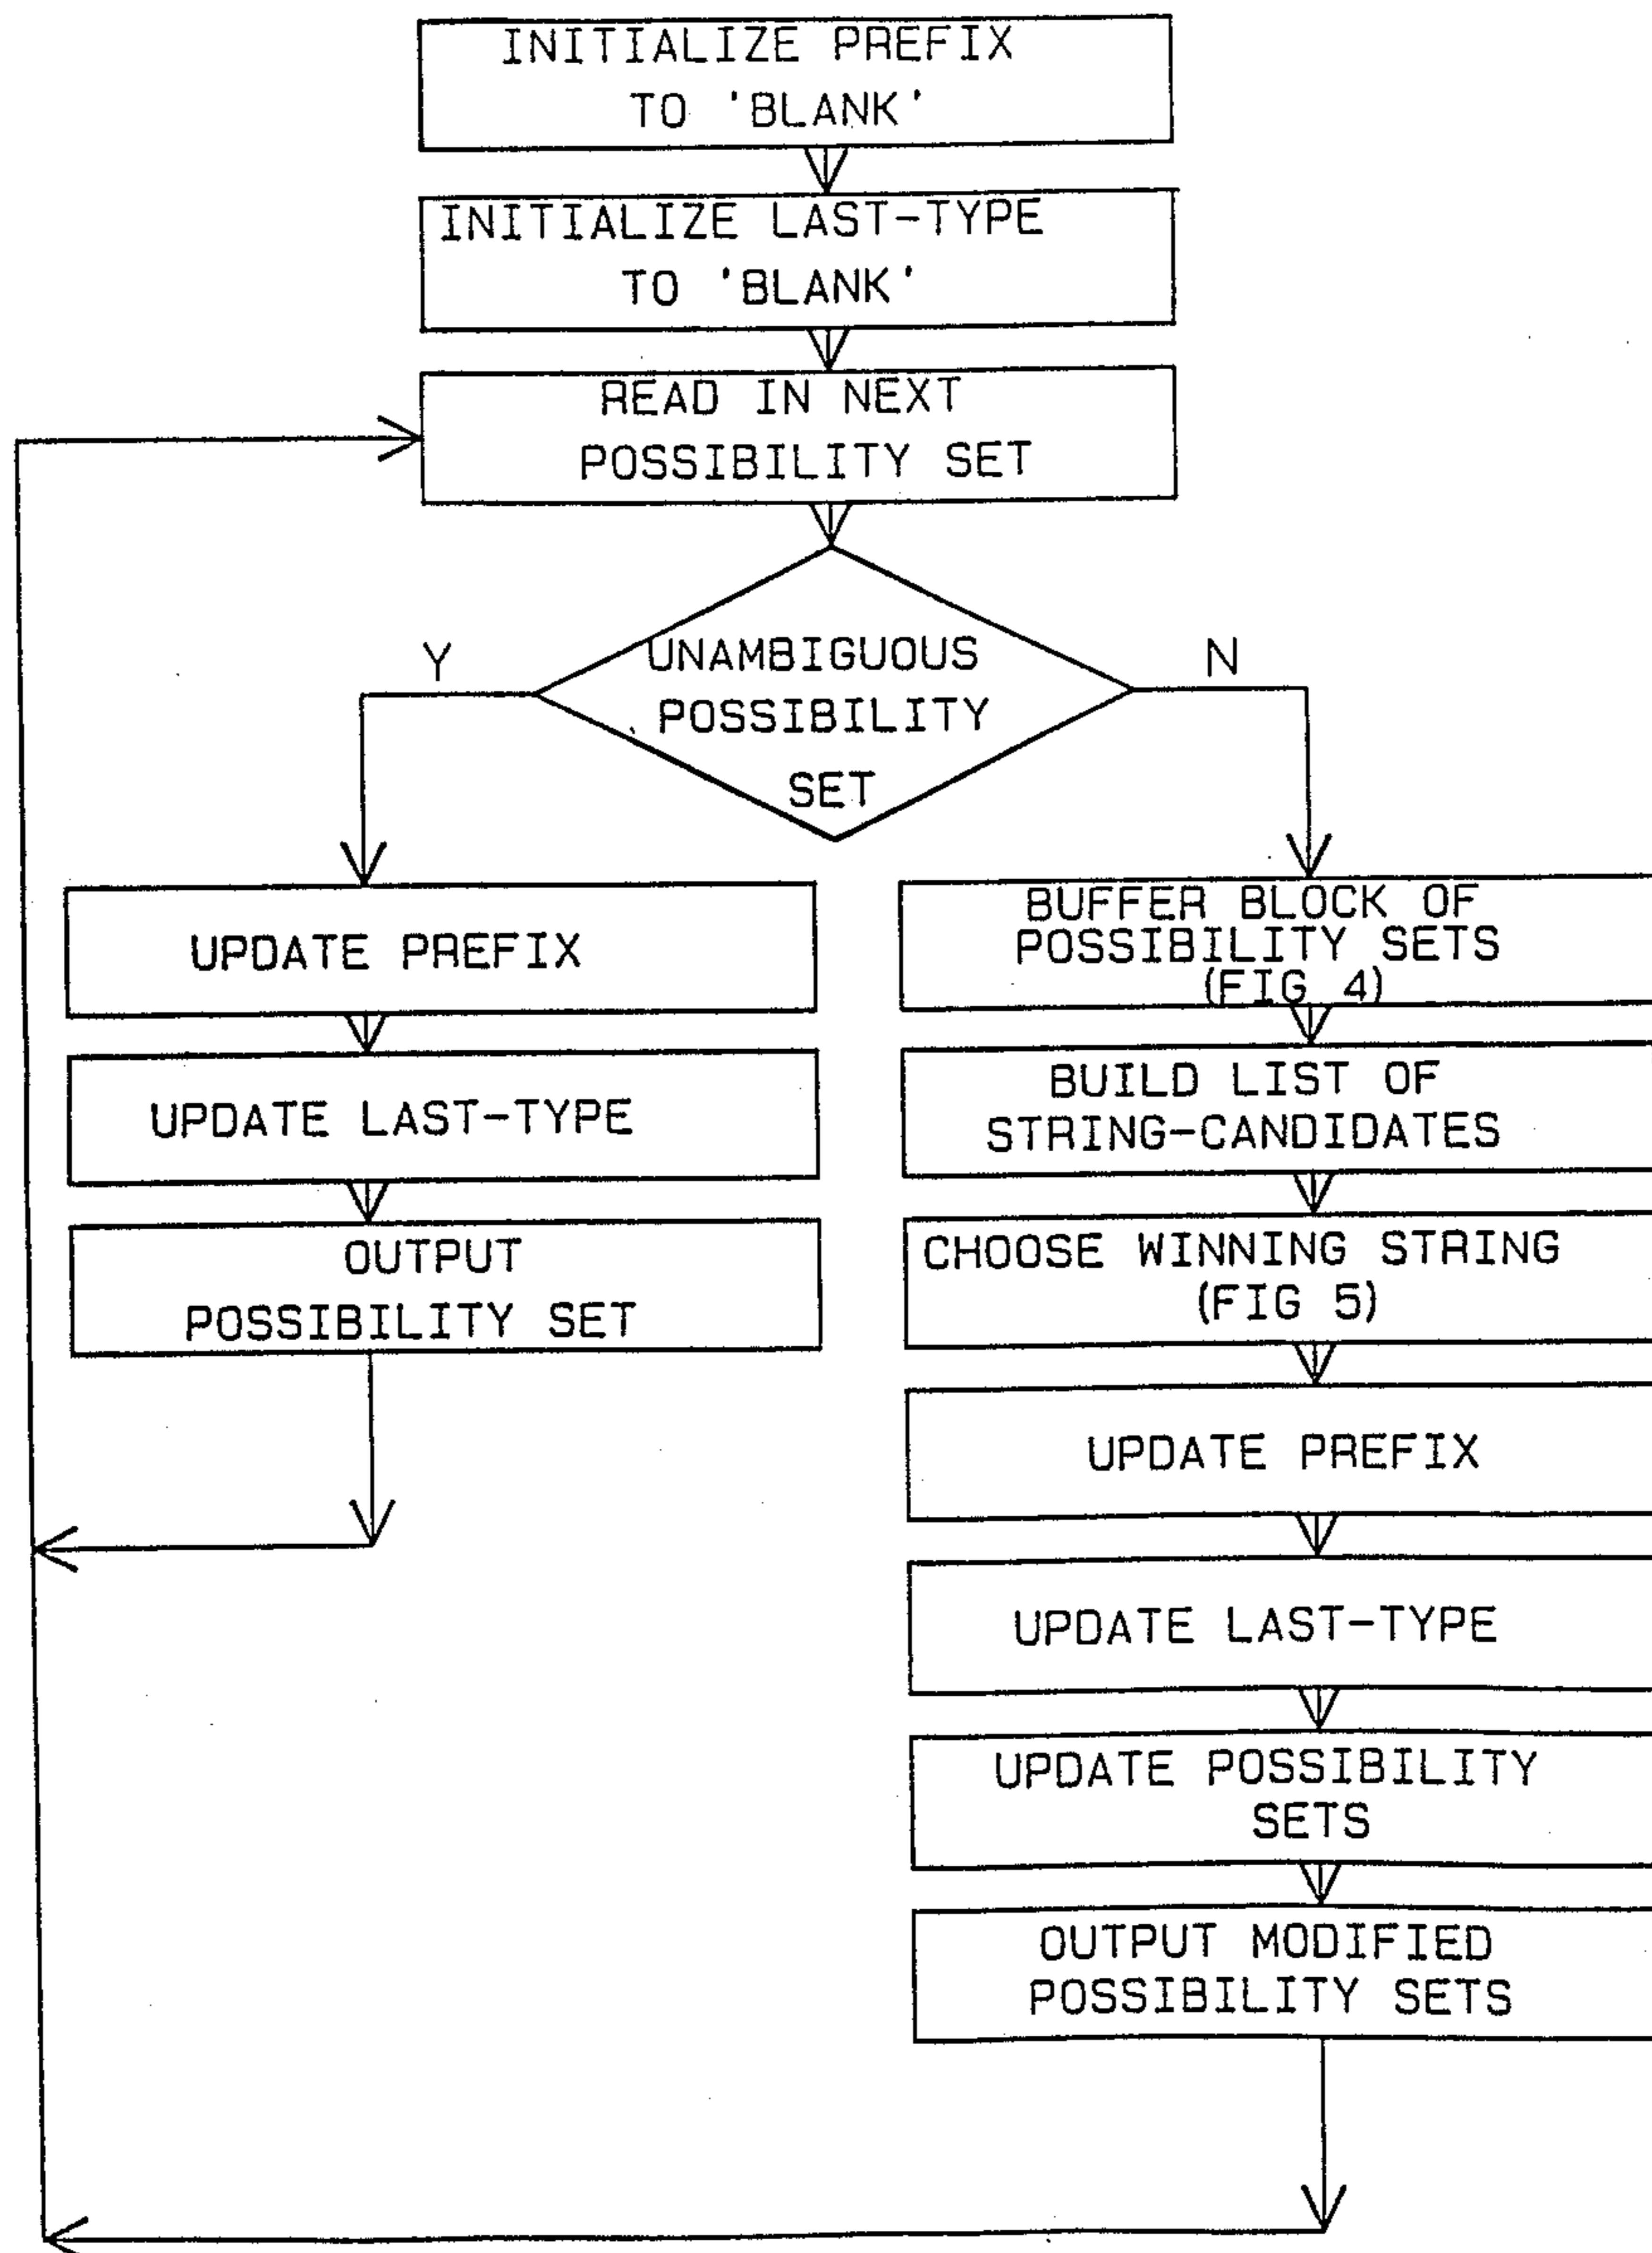 INITIALIZE PREFIX
TO 'BLANK'
INITIALIZE LAST-TYPE
TO 'BLANK'
READ IN NEXT
POSSIBILITY SET
UNAMBIGUOUS
POSSIBILITY
SET
Y
N
UPDATE PREFIX
UPDATE LAST-TYPE
OUTPUT
POSSIBILITY SET
BUFFER BLOCK OF
POSSIBILITY SETS
(FIG 4)
BUILD LIST OF
STRING-CANDIDATES
CHOOSE WINNING STRING
(FIG 5)
UPDATE PREFIX
UPDATE LAST-TYPE
UPDATE POSSIBILITY
SETS
OUTPUT MODIFIED
POSSIBILITY SETS